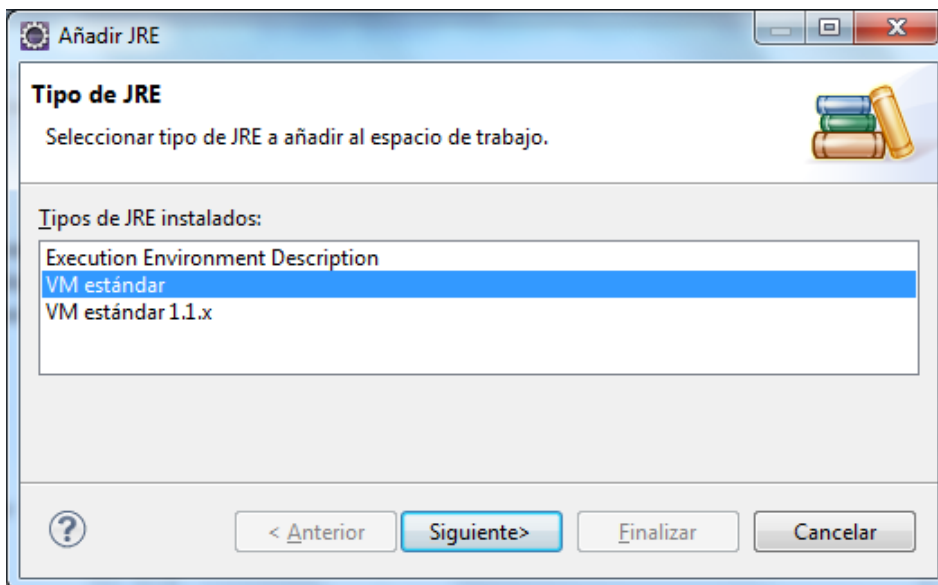 Añadir JRE
Tipo de JRE
Seleccionar tipo de JRE a añadir al espacio de trabajo.
Tipos de JRE instalados:
Execution Environment Description
VM estándar
VM estándar 1.1.x
? < Anterior Siguiente> Finalizar Cancelar